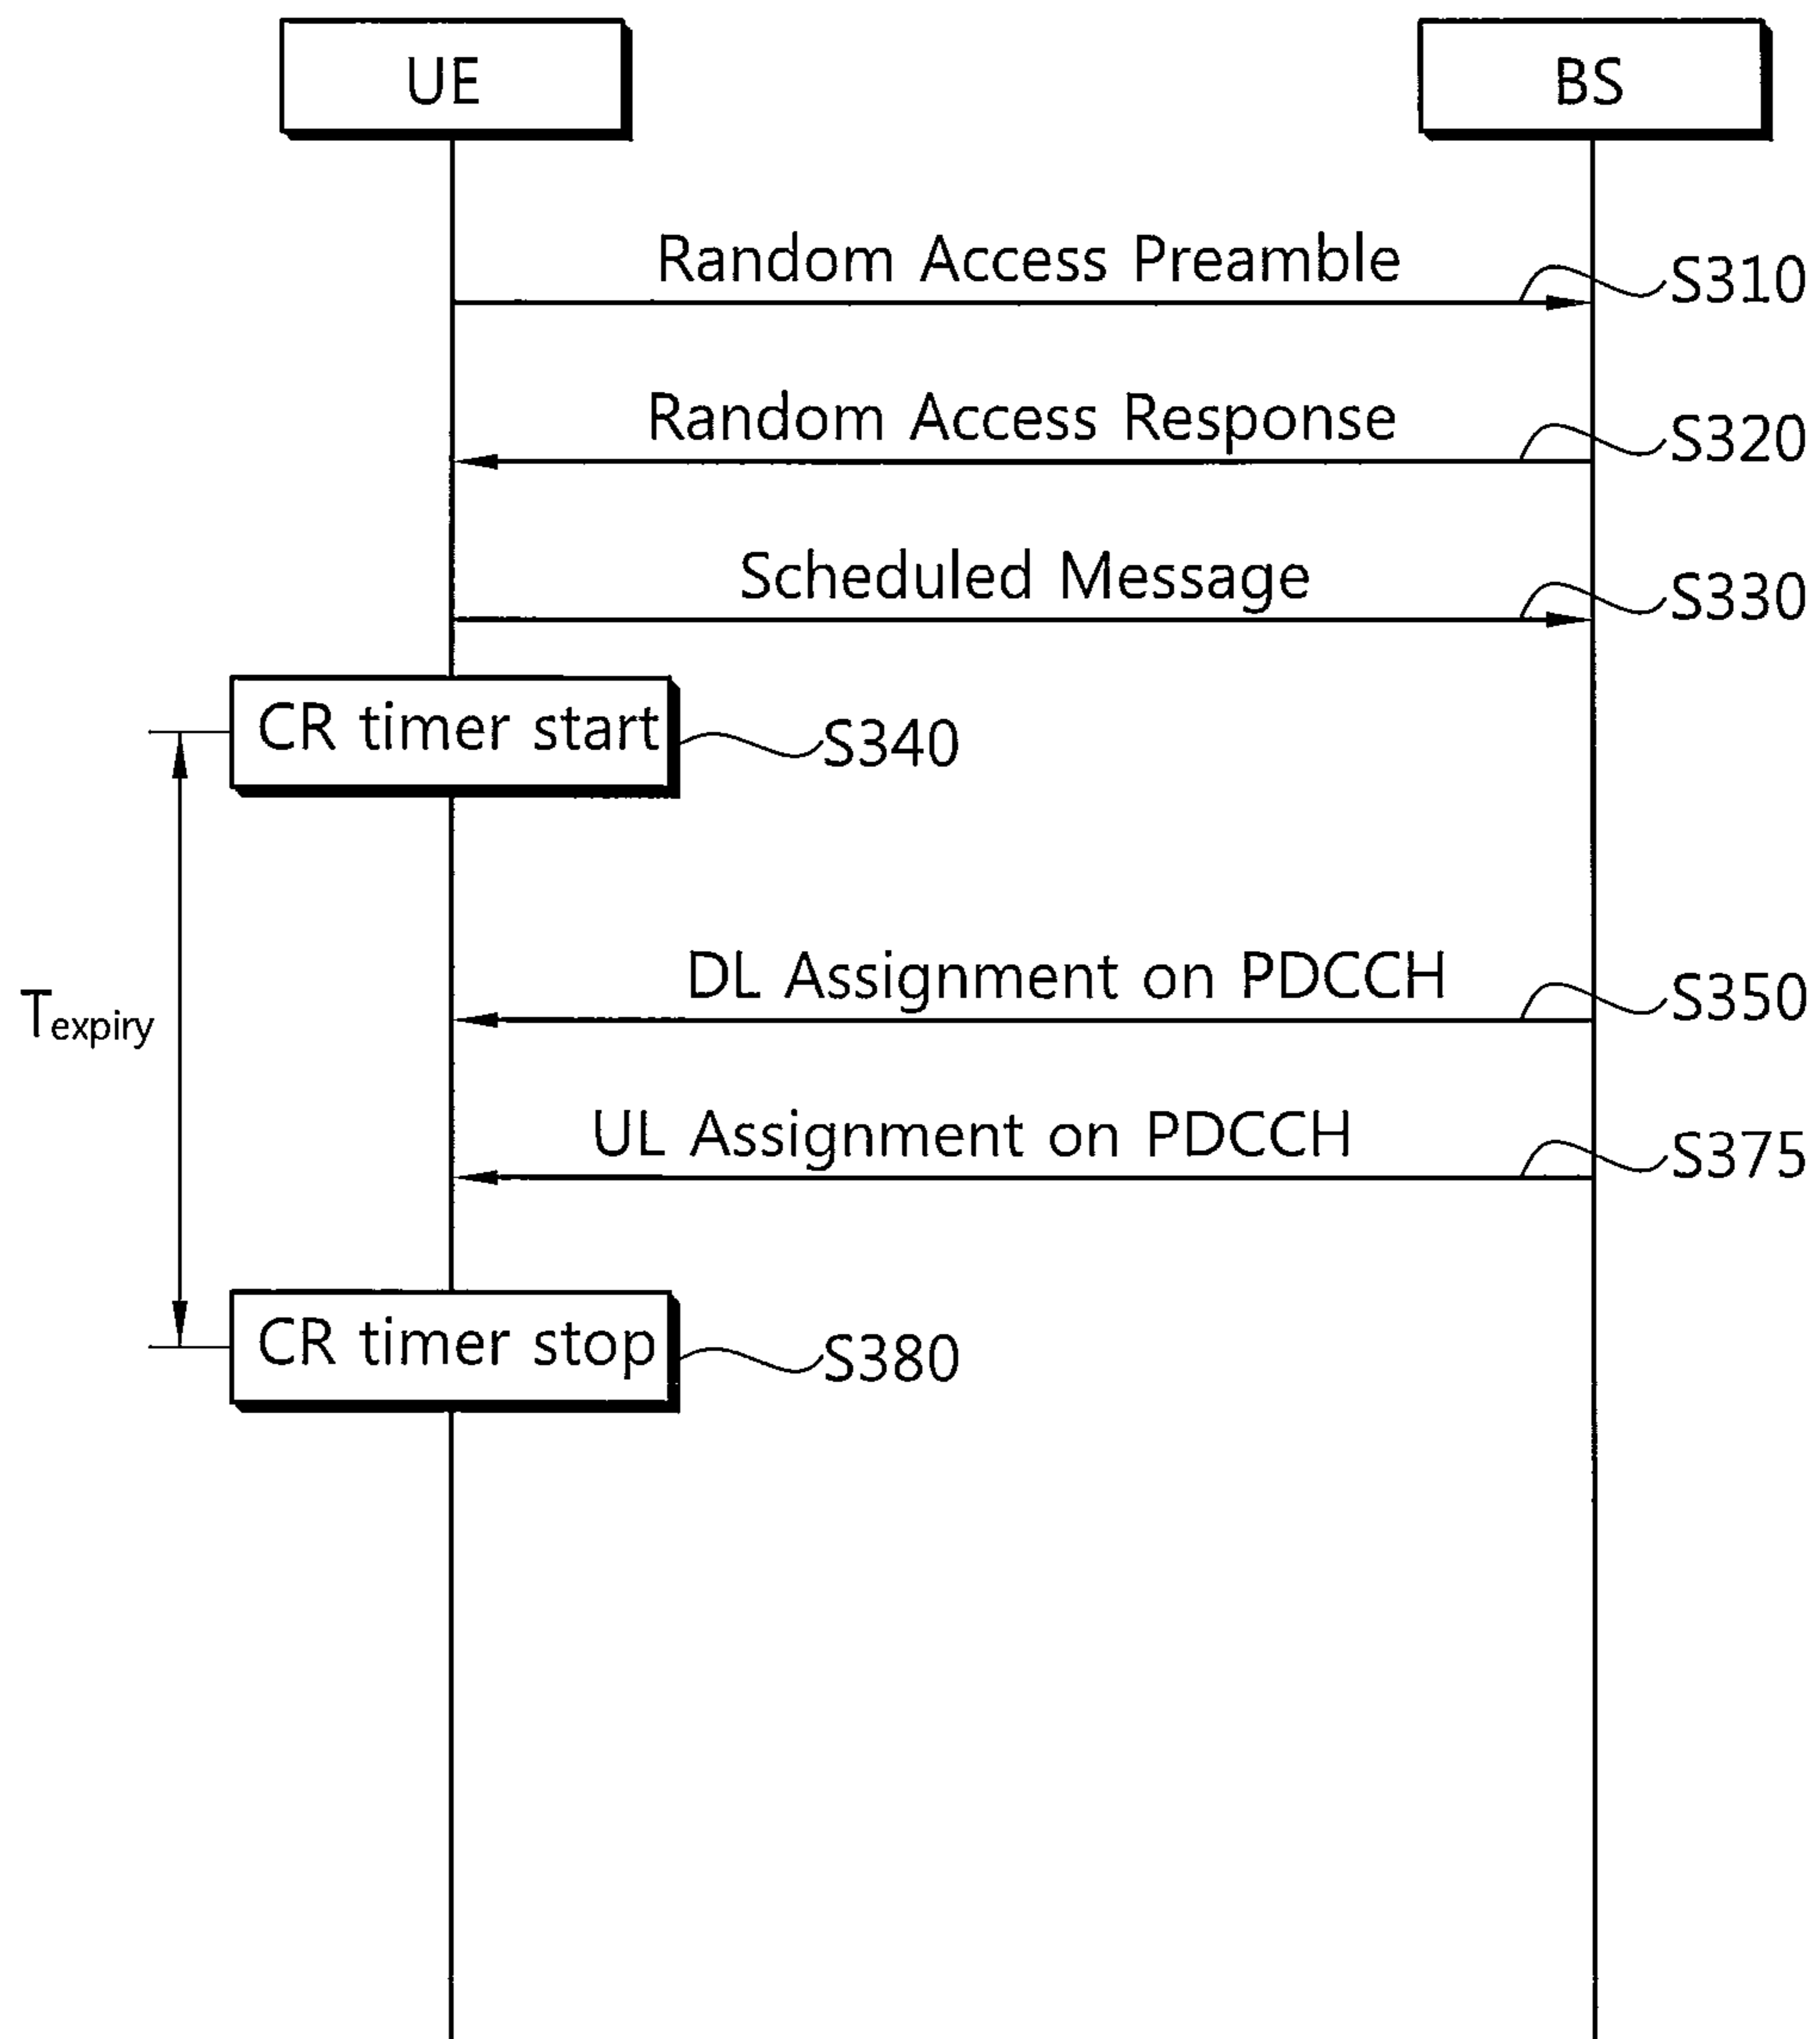 UE
BS
Random Access Preamble
S310
Random Access Response
S320
Scheduled Message
S330
CR timer start
S340
DL Assignment on PDCCH
S350
Texpiry
UL Assignment on PDCCH
S375
CR timer stop
S380